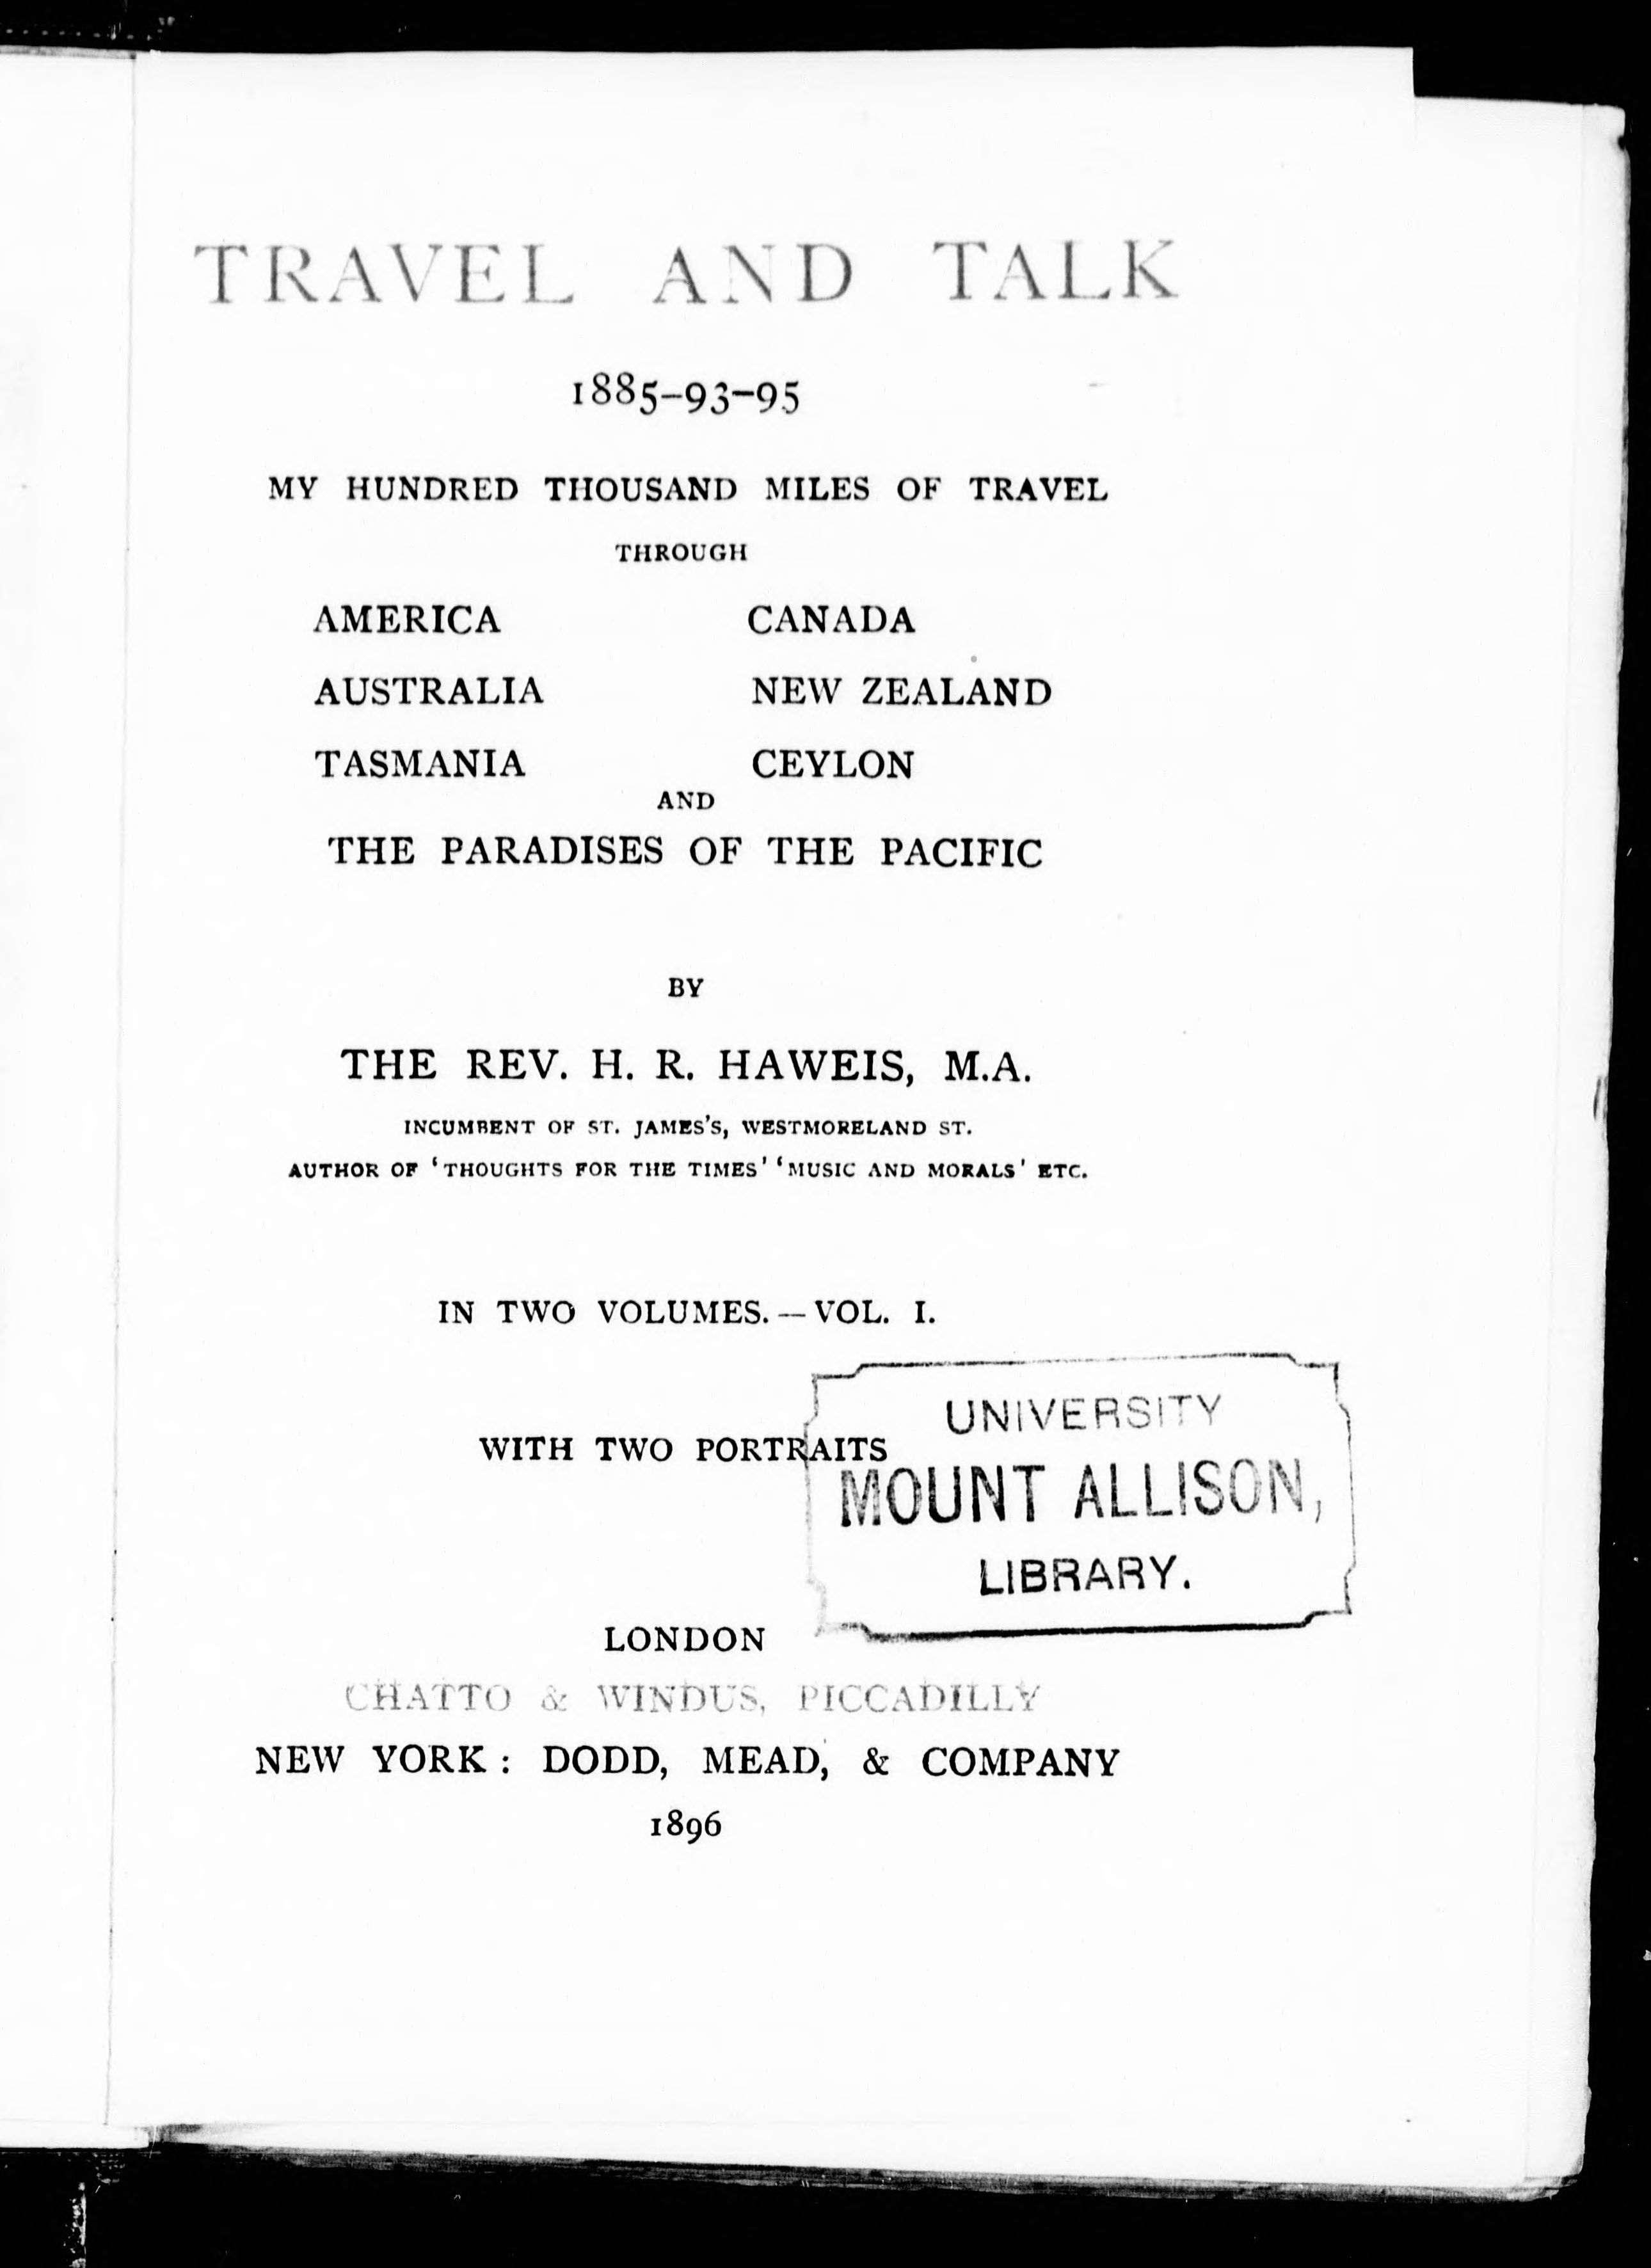 TRAVEL AND TALK
1885-93-95
MY HUNDRED THOUSAND MILES OF TRAVEL
THROUGH
AMERICA CANADA
AUSTRALIA NEW ZEALAND
TASMANIA CEYLON
AND
THE PARADISES OF THE PACIFIC
BY
THE REV. H. R. HAWEIS, M.A.
INCUMBENT OF ST. JAMES'S, WESTMORELAND ST.
AUTHOR OF 'THOUGHTS FOR THE TIMES' 'MUSIC AND MORALS' ETC.
IN TWO VOLUMES.—VOL. I.
WITH TWO PORTRAITS
UNIVERSITY
MOUNT ALLISON,
LIBRARY.
LONDON
CHATTO & WINDUS, PICCADILLY
NEW YORK: DODD, MEAD, & COMPANY
1896